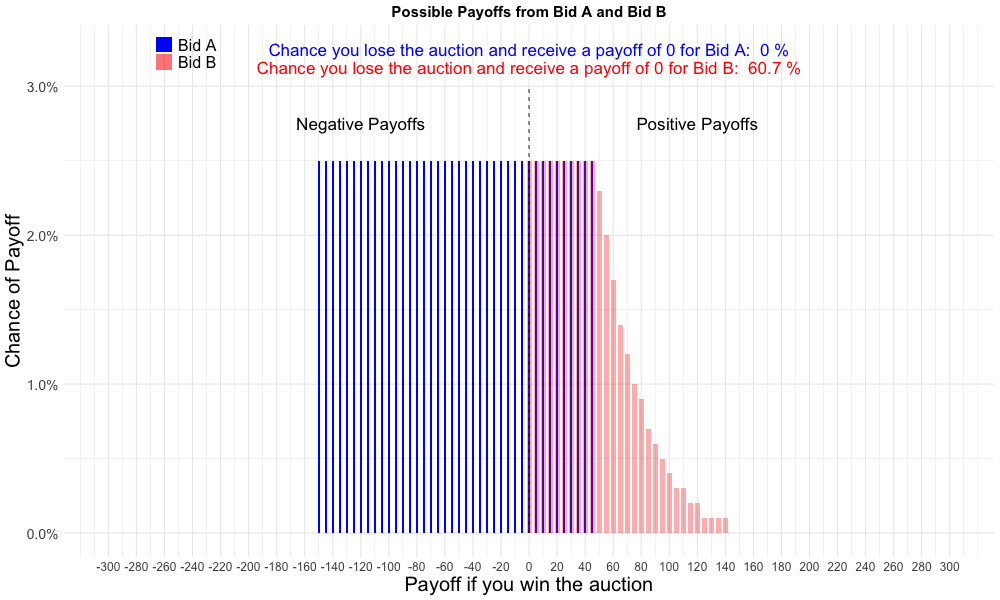 Possible Payoffs from Bid A and Bid B
Bid A
Bid B
Chance you lose the auction and receive a payoff of 0 for Bid A:  0 %
Chance you lose the auction and receive a payoff of 0 for Bid B:  60.7 %
Negative Payoffs
Positive Payoffs
Chance of Payoff
3.0%
2.0%
1.0%
0.0%
-300 -280 -260 -240 -220 -200 -180 -160 -140 -120 -100 -80 -60 -40 -20 0 20 40 60 80 100 120 140 160 180 200 220 240 260 280 300
Payoff if you win the auction